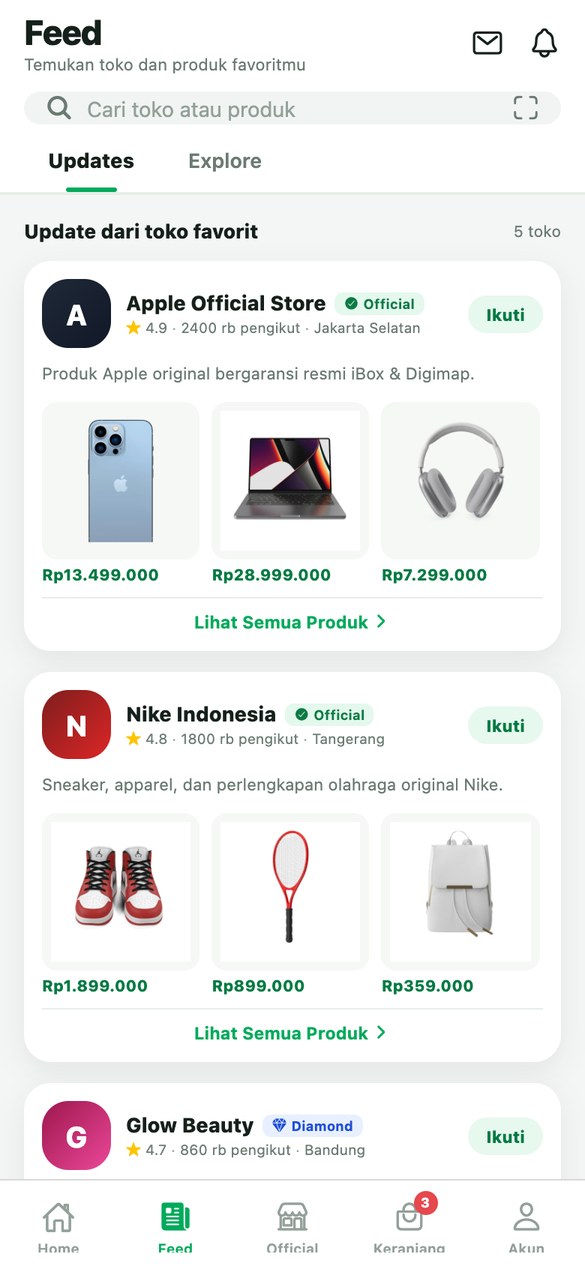 Feed
Temukan toko dan produk favoritmu
Cari toko atau produk
Updates Explore
Update dari toko favorit 5 toko
A Apple Official Store Official
4.9 · 2400 rb pengikut · Jakarta Selatan
Ikuti
Produk Apple original bergaransi resmi iBox & Digimap.
Rp13.499.000 Rp28.999.000 Rp7.299.000
Lihat Semua Produk
N Nike Indonesia Official
4.8 · 1800 rb pengikut · Tangerang
Ikuti
Sneaker, apparel, dan perlengkapan olahraga original Nike.
Rp1.899.000 Rp899.000 Rp359.000
Lihat Semua Produk
G Glow Beauty Diamond
4.7 · 860 rb pengikut · Bandung
Ikuti
3
Home Feed Official Keranjang Akun